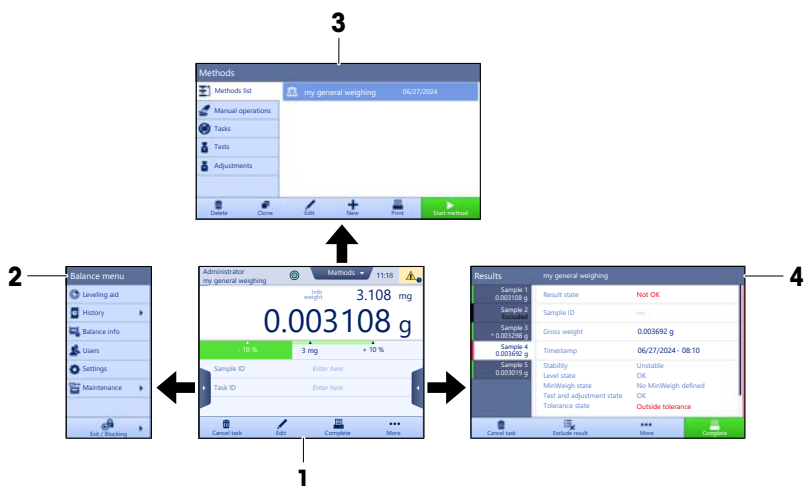 3
Methods
Methods list
my general weighing 06/27/2024
Manual operations
Tasks
Tests
Adjustments
Delete Clone Edit New Print Start method
2
Balance menu
Leveling aid
History
Balance info
Users
Settings
Maintenance
Exit / Blocking
Administrator
my general weighing
Methods
11:18
Info
weight
3.108 mg
0.003108 g
- 10 % 3 mg + 10 %
Sample ID Enter here
Task ID Enter here
Cancel task Edit Complete More
1
4
Results my general weighing
Sample 1
0.003108 g
Sample 2
Excluded
Sample 3
* 0.003298 g
Sample 4
0.003692 g
Sample 5
0.003019 g
Result state Not OK
Sample ID ---
Gross weight 0.003692 g
Timestamp 06/27/2024 - 08:10
Stability Unstable
Level state OK
MinWeigh state No MinWeigh defined
Test and adjustment state OK
Tolerance state Outside tolerance
Cancel task Exclude result More Complete